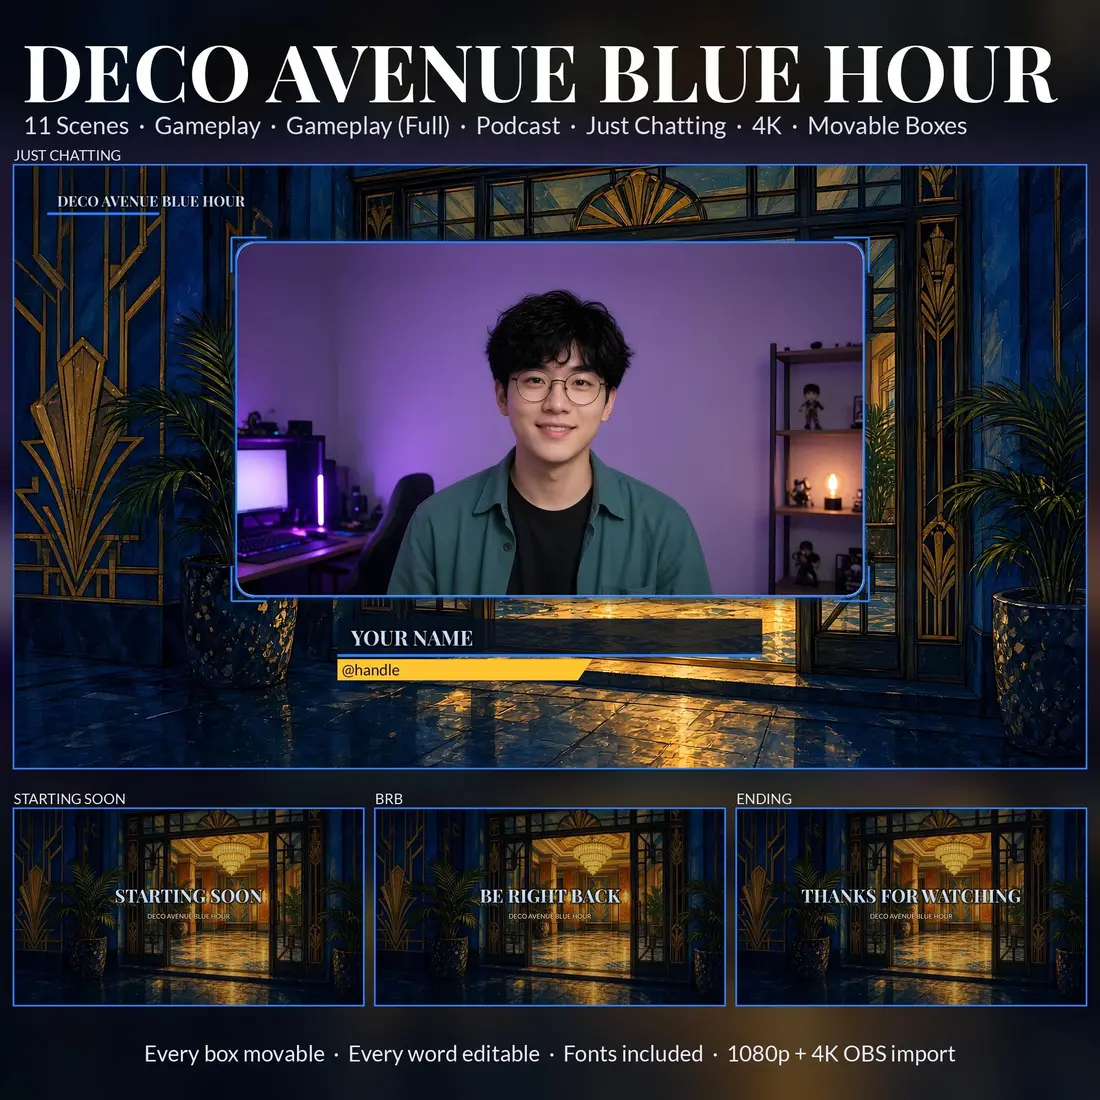 DECO AVENUE BLUE HOUR
11 Scenes · Gameplay · Gameplay (Full) · Podcast · Just Chatting · 4K · Movable Boxes
JUST CHATTING
DECO AVENUE BLUE HOUR
YOUR NAME
@handle
STARTING SOON
BRB
ENDING
STARTING SOON
DECO AVENUE BLUE HOUR
BE RIGHT BACK
DECO AVENUE BLUE HOUR
THANKS FOR WATCHING
DECO AVENUE BLUE HOUR
Every box movable · Every word editable · Fonts included · 1080p + 4K OBS import